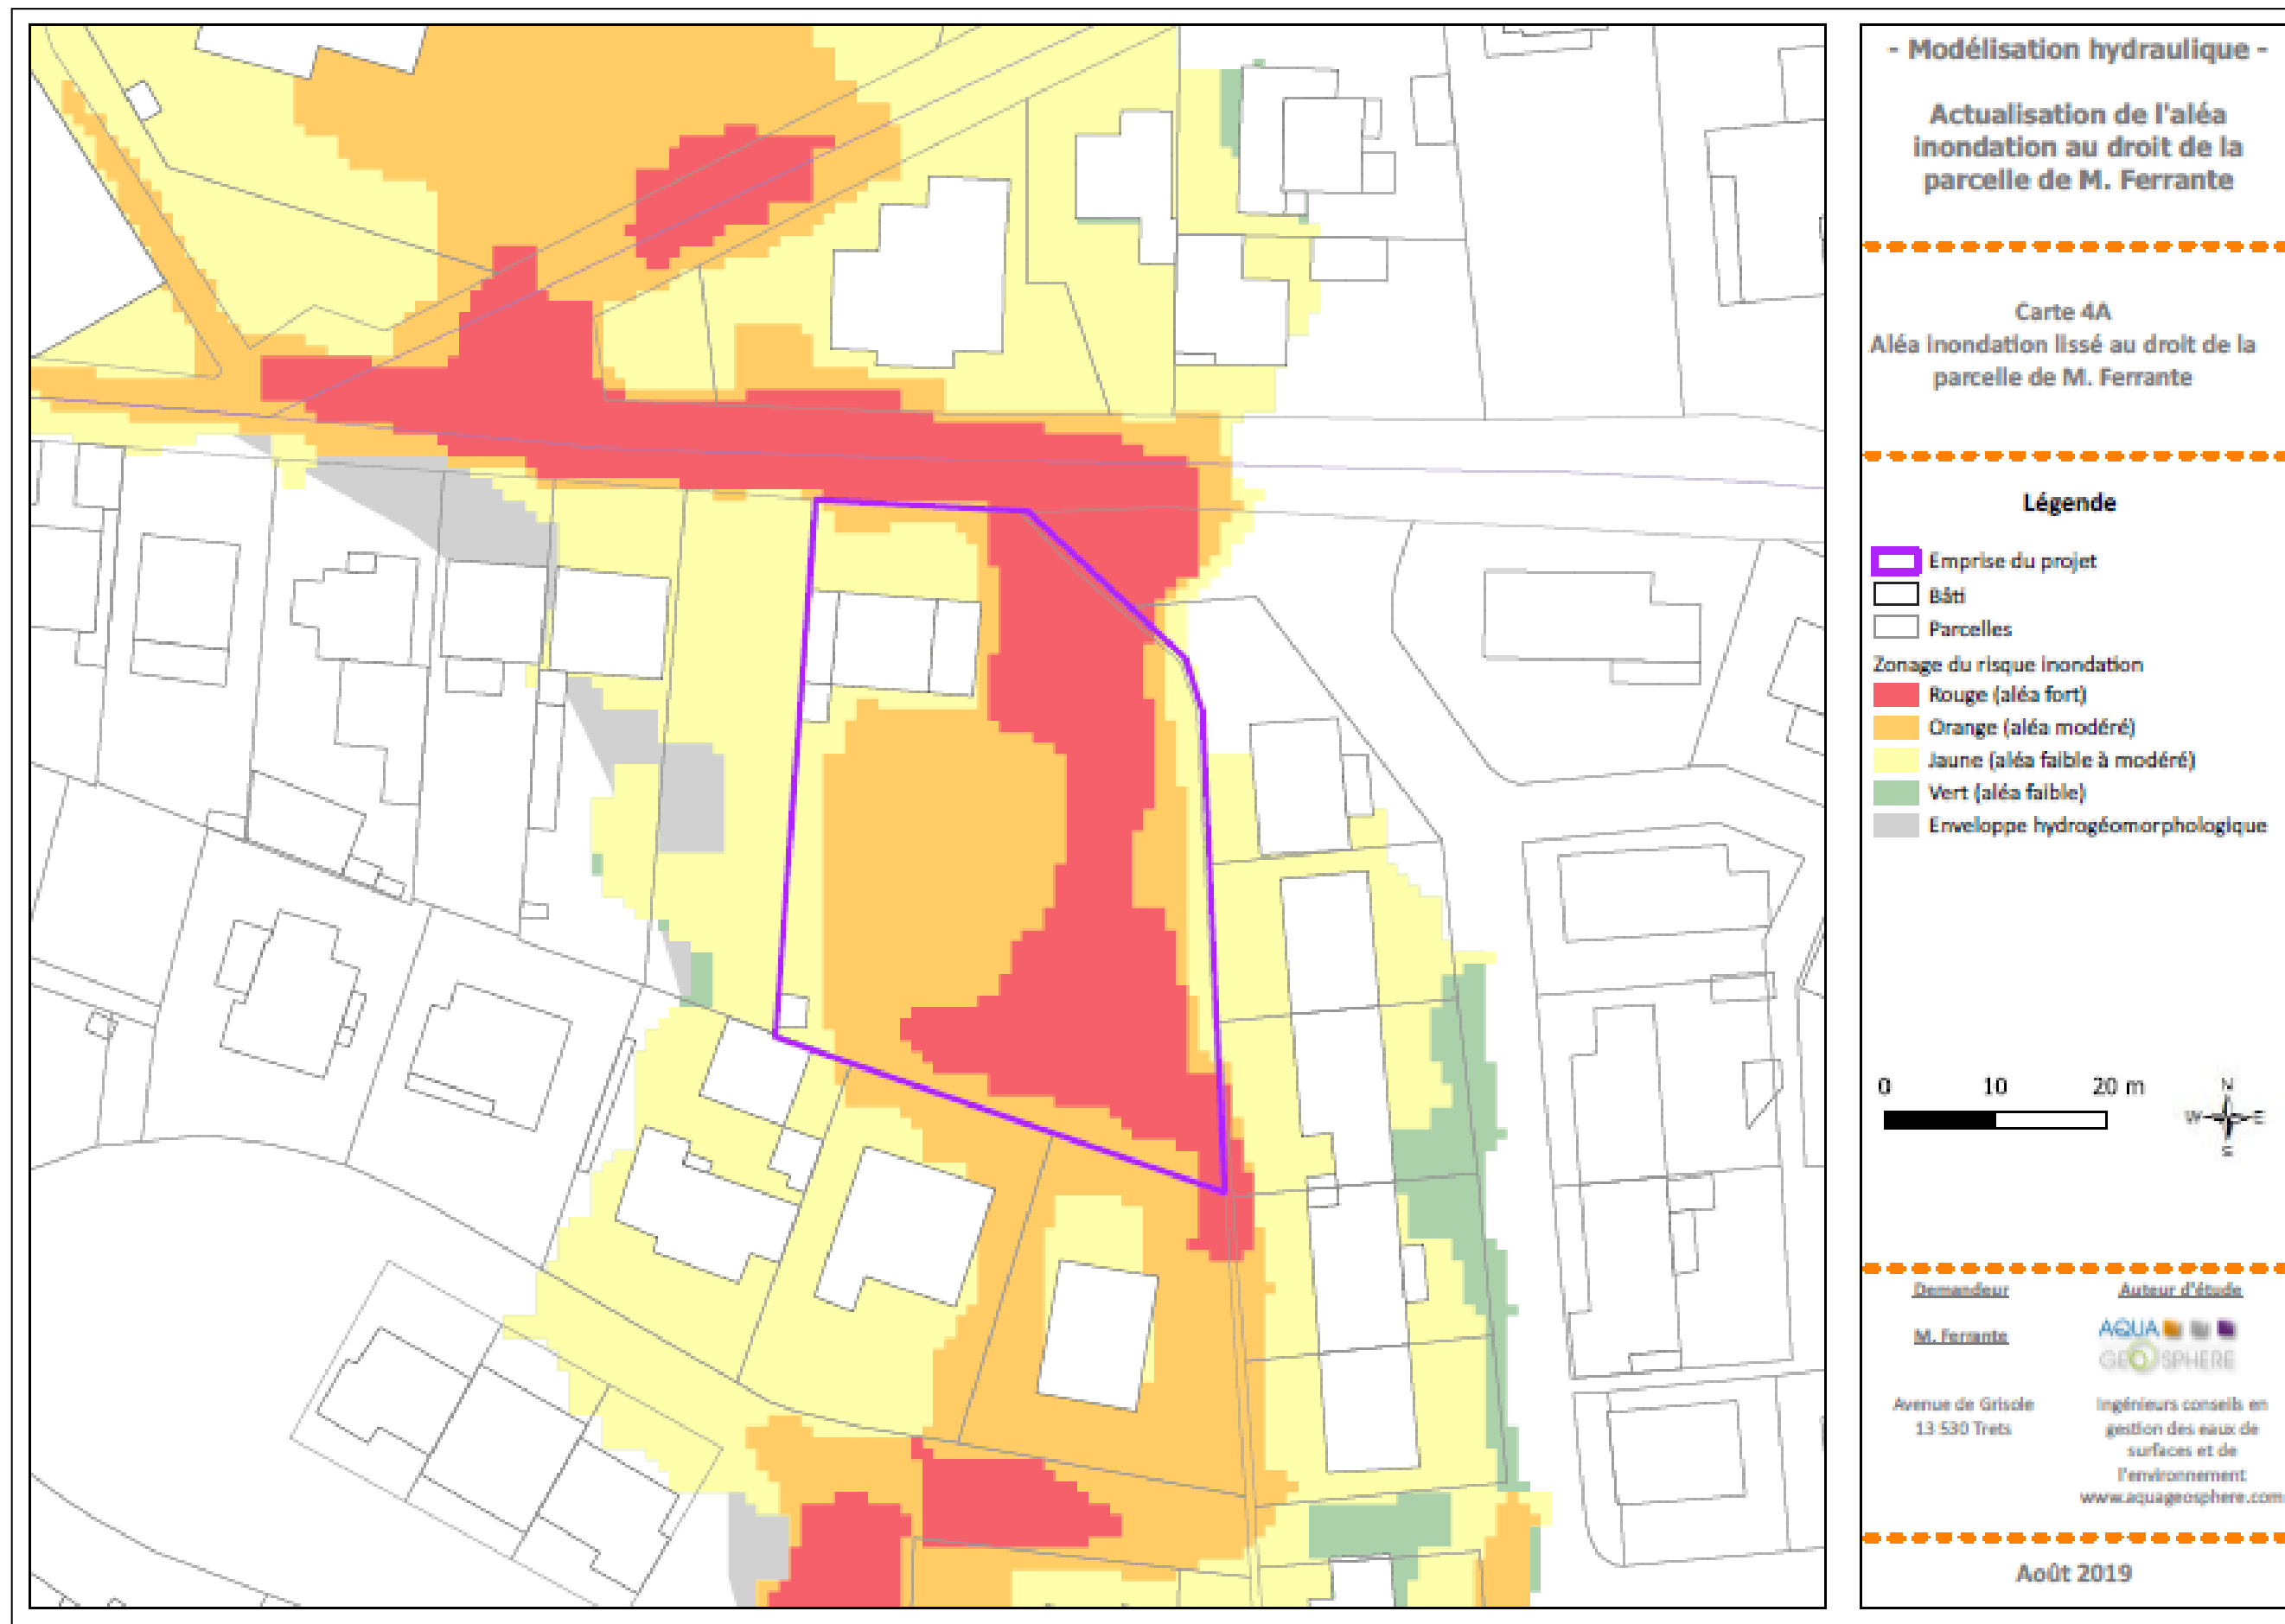 - Modélisation hydraulique -
Actualisation de l'aléa
inondation au droit de la
parcelle de M. Ferrante
Carte 4A
Aléa inondation lissé au droit de la
parcelle de M. Ferrante
Légende
Emprise du projet
Bâti
Parcelles
Zonage du risque inondation
Rouge (aléa fort)
Orange (aléa modéré)
Jaune (aléa faible à modéré)
Vert (aléa faible)
Enveloppe hydrogéomorphologique
0 10 20 m
N
W E
S
Demandeur
M. Ferrante
Avenue de Grisole
13 530 Trets
Auteur d'étude
AQUA
GEOSPHERE
Ingénieurs conseils en
gestion des eaux de
surfaces et de
l'environnement
www.aquageosphere.com
Août 2019